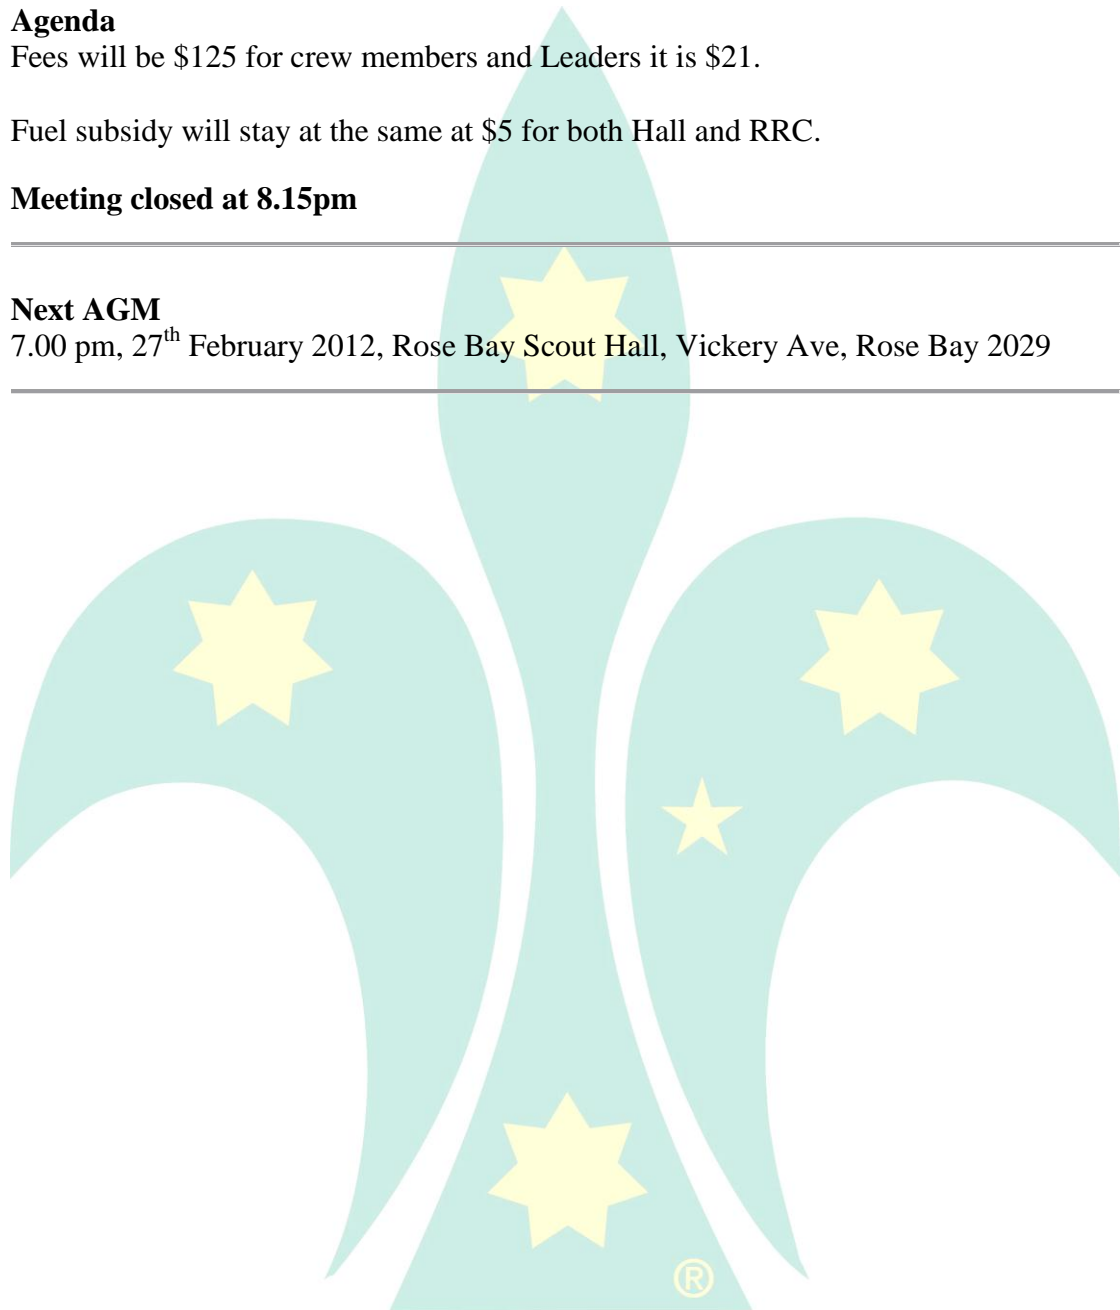 Agenda
Fees will be $125 for crew members and Leaders it is $21.
Fuel subsidy will stay at the same at $5 for both Hall and RRC.
Meeting closed at 8.15pm
Next AGM
7.00 pm, 27th February 2012, Rose Bay Scout Hall, Vickery Ave, Rose Bay 2029
®